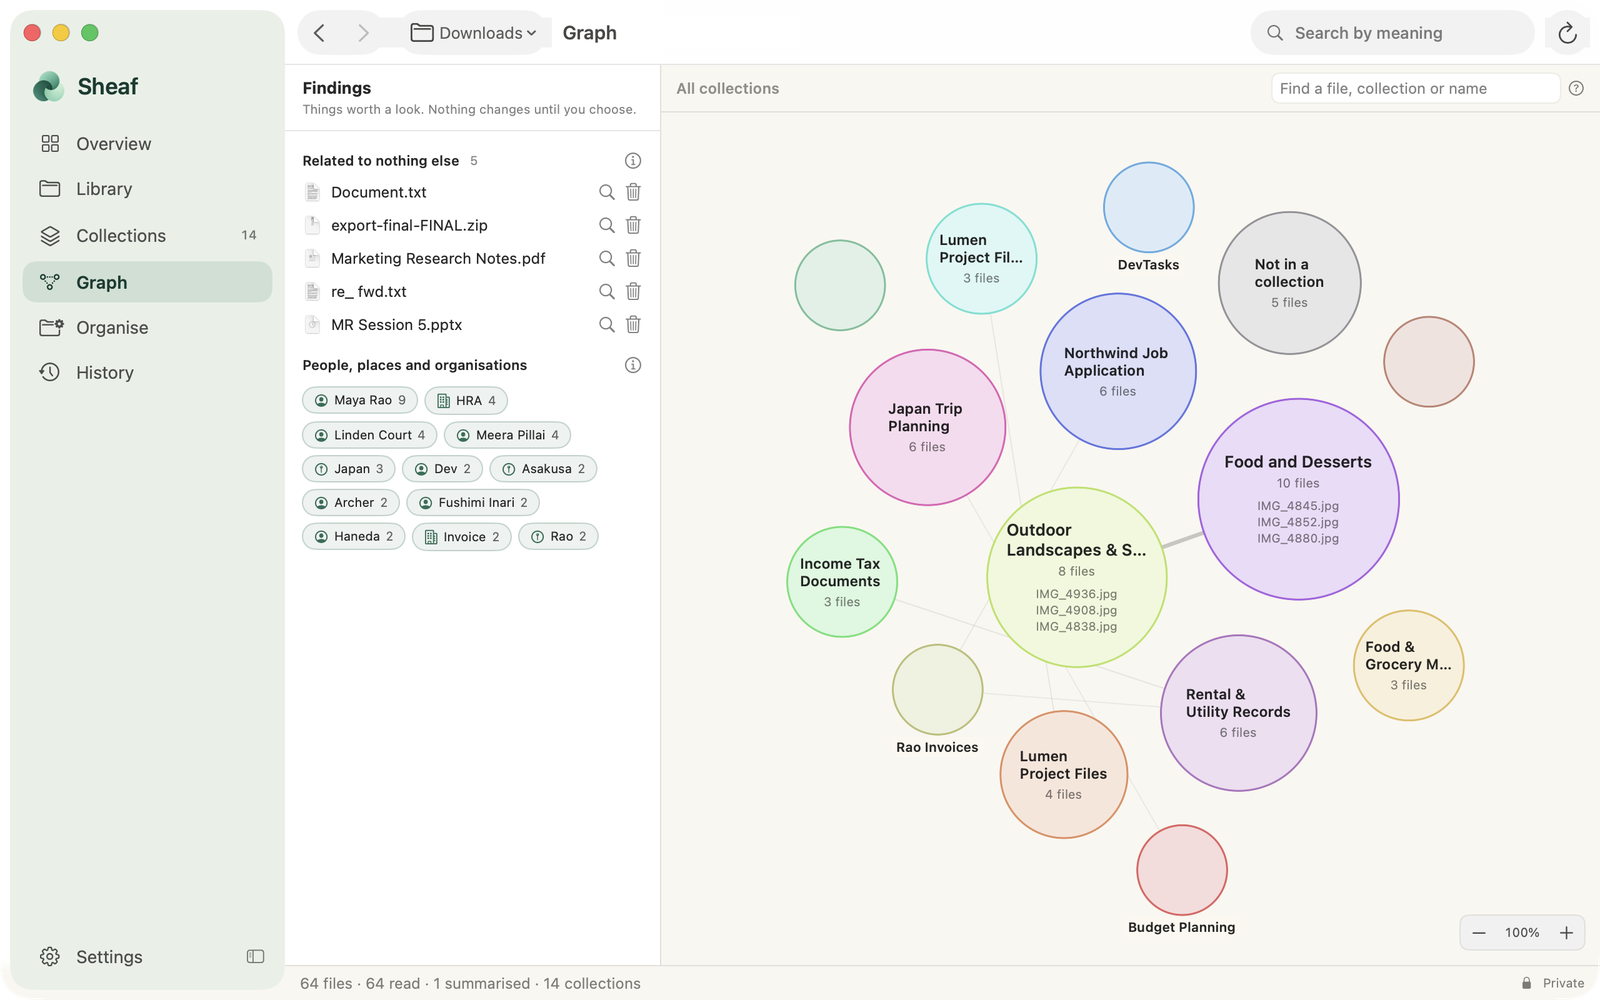 Downloads
Graph
Search by meaning
Sheaf
Overview
Library
Collections 14
Graph
Organise
History
Settings
Findings
Things worth a look. Nothing changes until you choose.
Related to nothing else 5
Document.txt
export-final-FINAL.zip
Marketing Research Notes.pdf
re_ fwd.txt
MR Session 5.pptx
People, places and organisations
Maya Rao 9
HRA 4
Linden Court 4
Meera Pillai 4
Japan 3
Dev 2
Asakusa 2
Archer 2
Fushimi Inari 2
Haneda 2
Invoice 2
Rao 2
All collections
Find a file, collection or name
DevTasks
Lumen
Project Fil...
3 files
Not in a
collection
5 files
Northwind Job
Application
6 files
Japan Trip
Planning
6 files
Food and Desserts
10 files
IMG_4845.jpg
IMG_4852.jpg
IMG_4880.jpg
Outdoor
Landscapes & S...
8 files
IMG_4936.jpg
IMG_4908.jpg
IMG_4838.jpg
Income Tax
Documents
3 files
Food &
Grocery M...
3 files
Rental &
Utility Records
6 files
Rao Invoices
Lumen
Project Files
4 files
Budget Planning
100%
64 files · 64 read · 1 summarised · 14 collections
Private